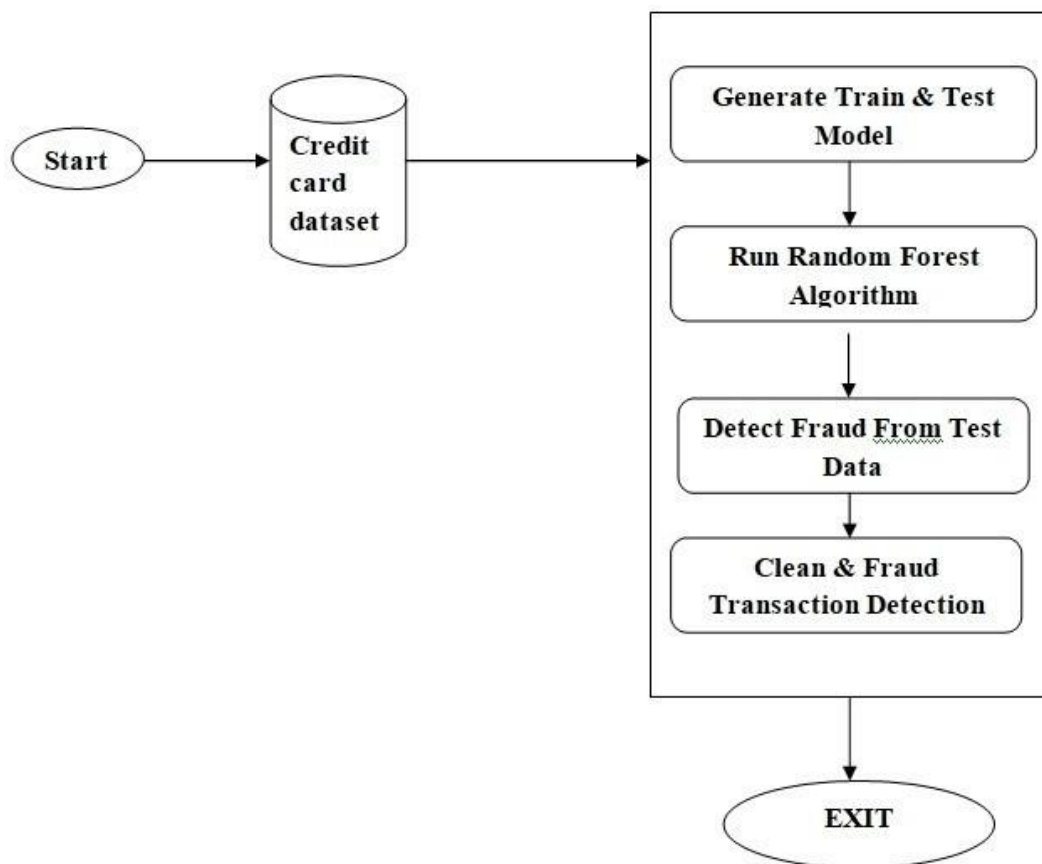 Start
Credit
card
dataset
Generate Train & Test
Model
Run Random Forest
Algorithm
Detect Fraud From Test
Data
Clean & Fraud
Transaction Detection
EXIT